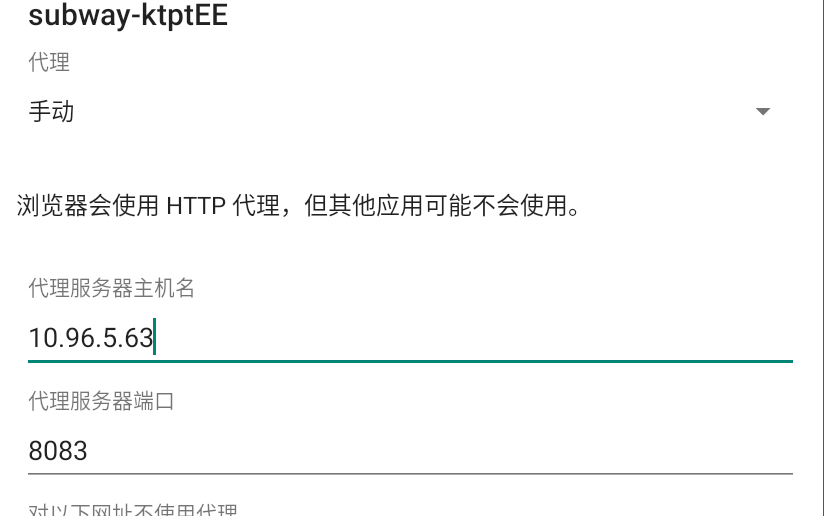 subway-ktptEE
代理
手动
浏览器会使用 HTTP 代理，但其他应用可能不会使用。
代理服务器主机名
10.96.5.63
代理服务器端口
8083
对以下网址不使用代理